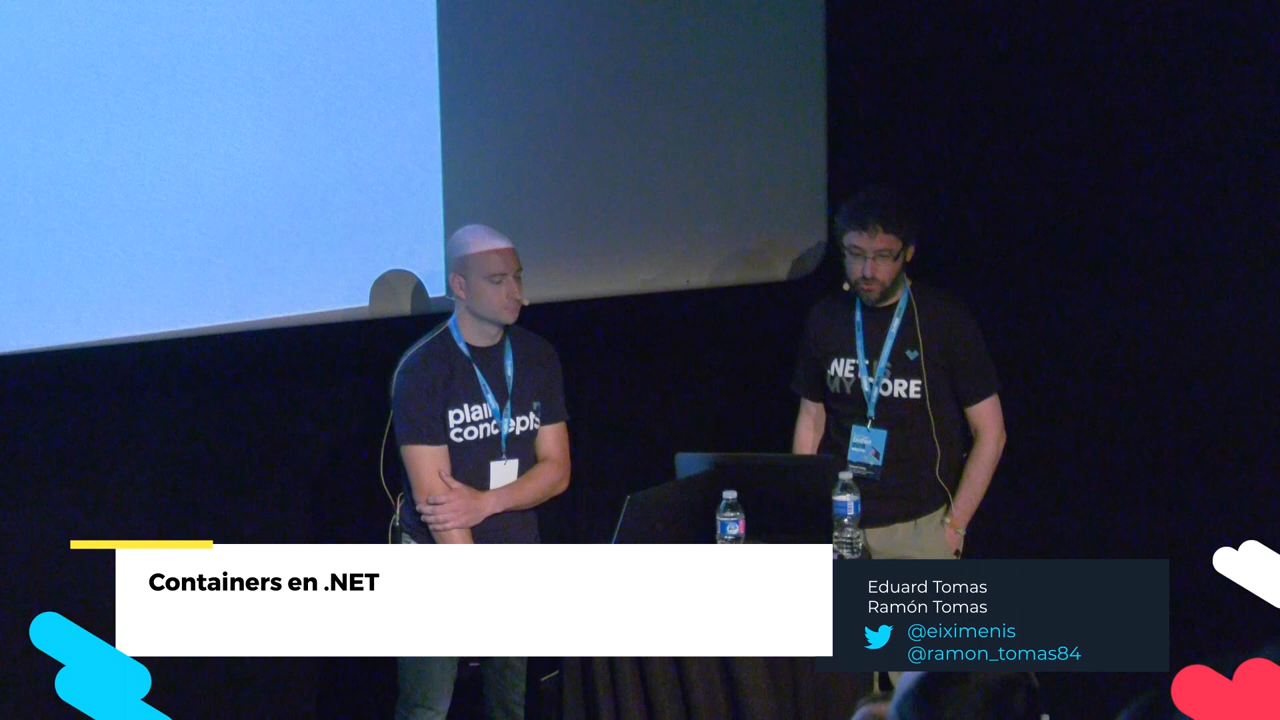 plain
concepts
.NET IS
MY CORE
Containers en .NET
Eduard Tomas
Ramón Tomas
@eiximenis
@ramon_tomas84